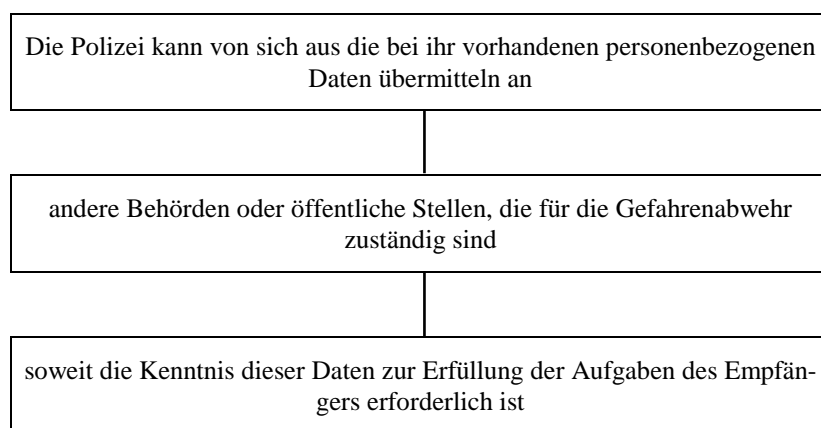 Die Polizei kann von sich aus die bei ihr vorhandenen personenbezogenen
Daten übermitteln an
andere Behörden oder öffentliche Stellen, die für die Gefahrenabwehr
zuständig sind
soweit die Kenntnis dieser Daten zur Erfüllung der Aufgaben des Empfän-
gers erforderlich ist